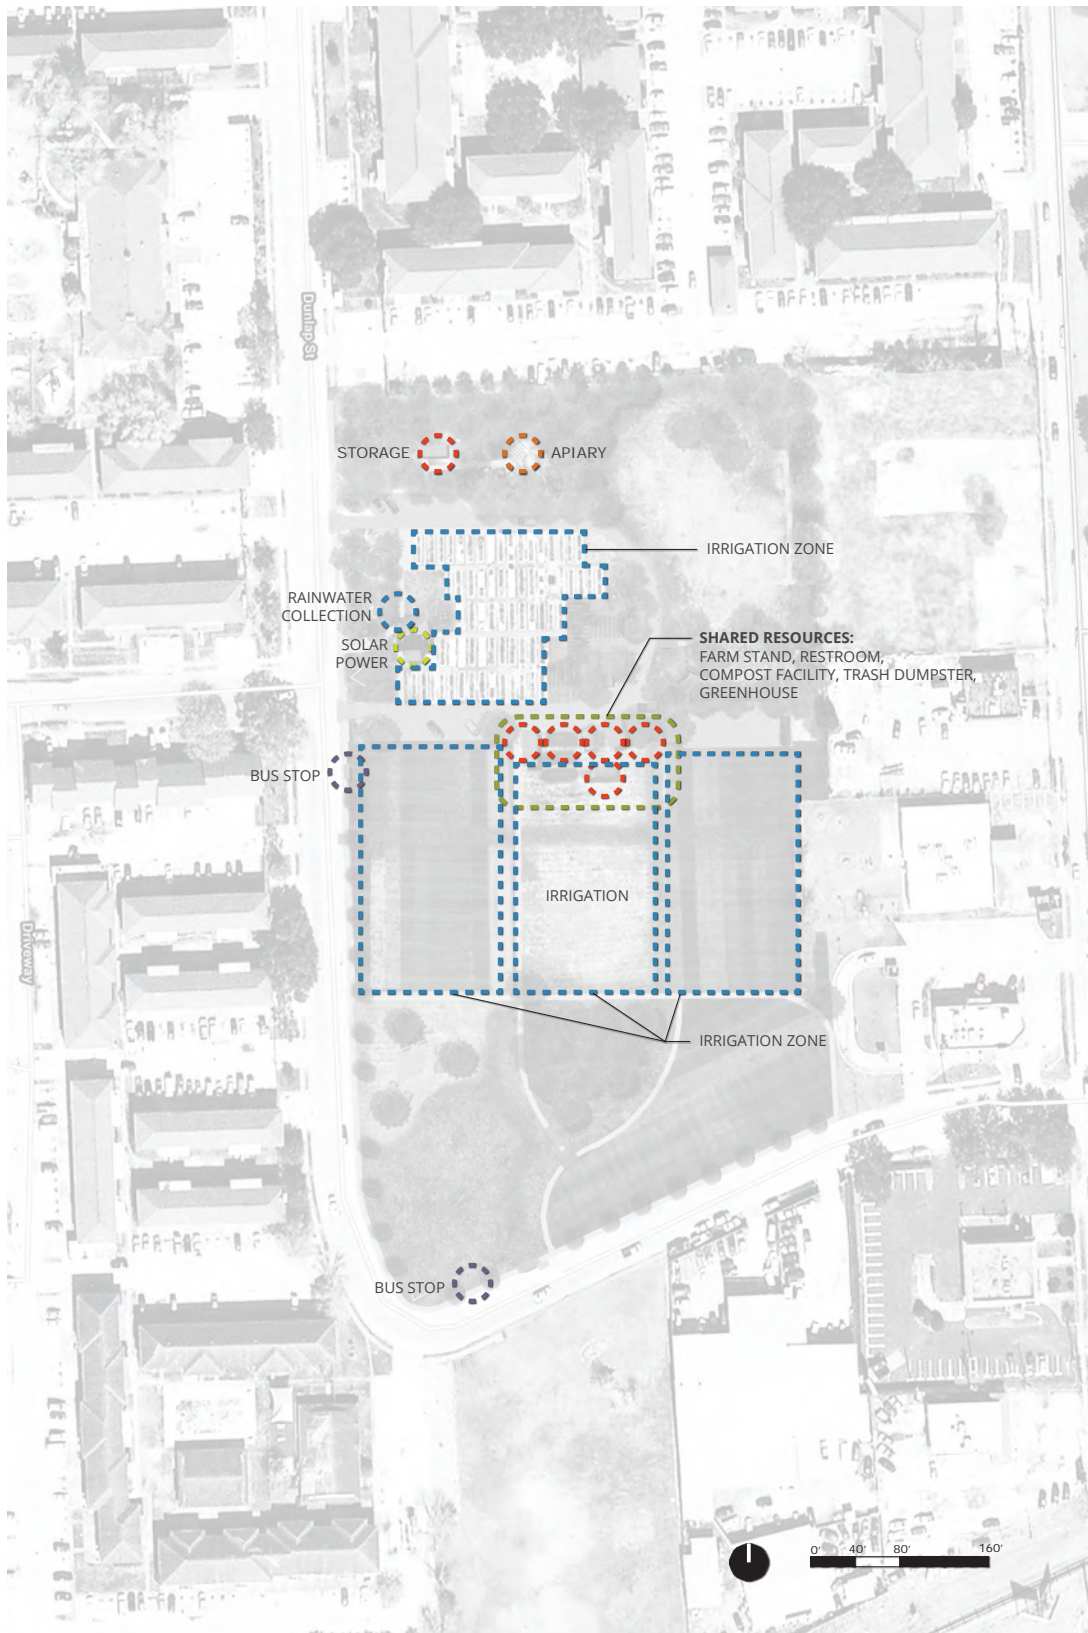 Dunlap St
STORAGE
APIARY
IRRIGATION ZONE
RAINWATER
COLLECTION
SOLAR
POWER
SHARED RESOURCES:
FARM STAND, RESTROOM,
COMPOST FACILITY, TRASH DUMPSTER,
GREENHOUSE
BUS STOP
IRRIGATION
Driveway
IRRIGATION ZONE
BUS STOP
0' 40' 80' 160'